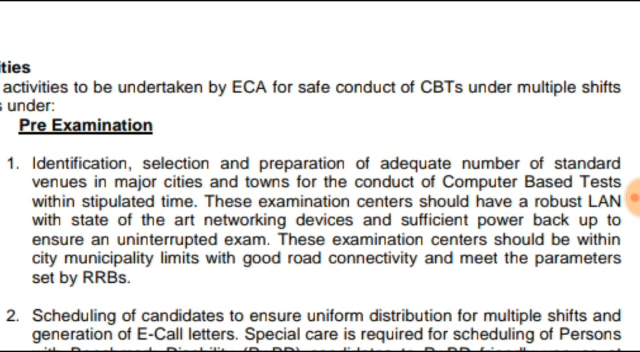 ties
activities to be undertaken by ECA for safe conduct of CBTs under multiple shifts
s under:
Pre Examination
1. Identification, selection and preparation of adequate number of standard
venues in major cities and towns for the conduct of Computer Based Tests
within stipulated time. These examination centers should have a robust LAN
with state of the art networking devices and sufficient power back up to
ensure an uninterrupted exam. These examination centers should be within
city municipality limits with good road connectivity and meet the parameters
set by RRBs.
2. Scheduling of candidates to ensure uniform distribution for multiple shifts and
generation of E-Call letters. Special care is required for scheduling of Persons